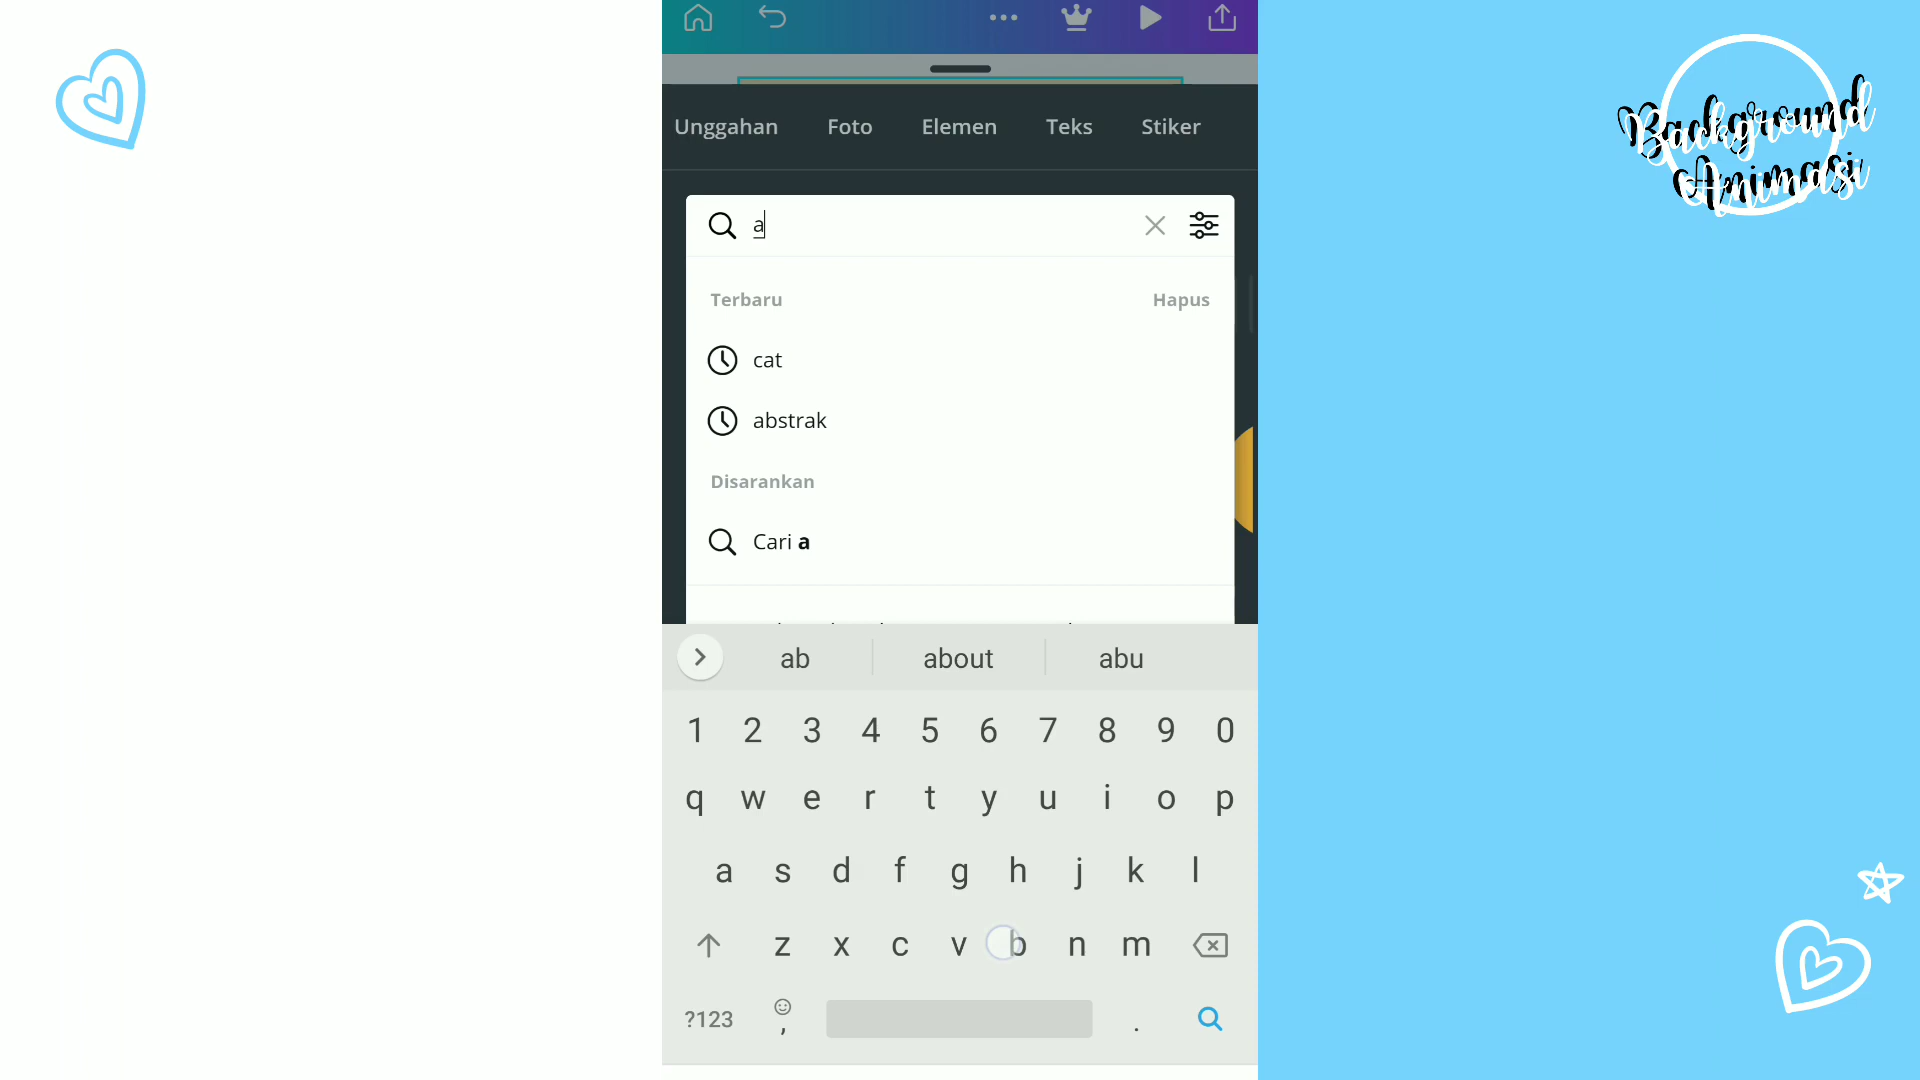 Background
Animasi
Unggahan Foto Elemen Teks Stiker
a
Terbaru Hapus
cat
abstrak
Disarankan
Cari a
ab about abu
1 2 3 4 5 6 7 8 9 0
q w e r t y u i o p
a s d f g h j k l
z x c v b n m
?123 , .